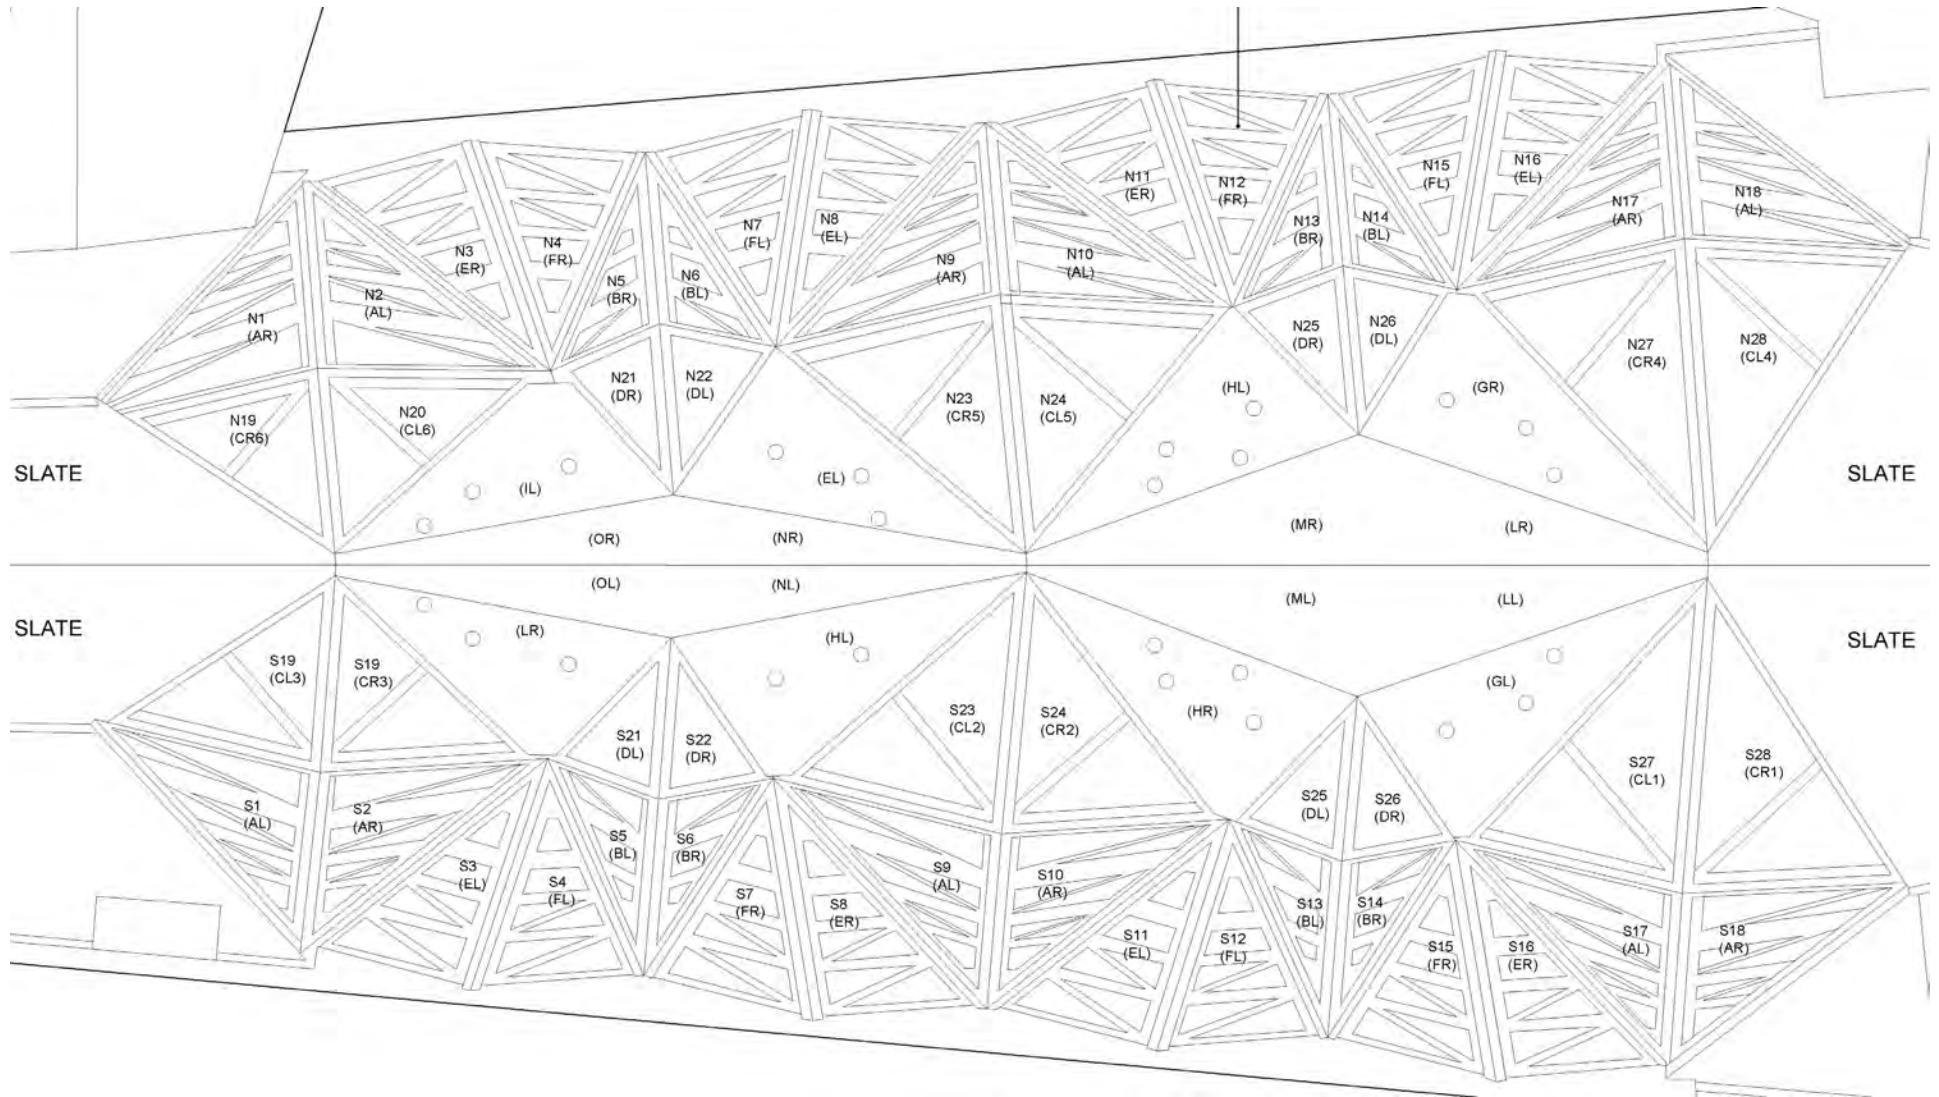 N1
(AR)
N2
(AL)
N3
(ER)
N4
(FR)
N5
(BR)
N6
(BL)
N7
(FL)
N8
(EL)
N9
(AR)
N10
(AL)
N11
(ER)
N12
(FR)
N13
(BR)
N14
(BL)
N15
(FL)
N16
(EL)
N17
(AR)
N18
(AL)
N19
(CR6)
N20
(CL6)
N21
(DR)
N22
(DL)
N23
(CR5)
N24
(CL5)
N25
(DR)
N26
(DL)
N27
(CR4)
N28
(CL4)
SLATE
(IL)
(EL)
(HL)
(GR)
SLATE
(OR)
(NR)
(MR)
(LR)
(OL)
(NL)
(ML)
(LL)
SLATE
(LR)
(HL)
(HR)
(GL)
SLATE
S19
(CL3)
S19
(CR3)
S21
(DL)
S22
(DR)
S23
(CL2)
S24
(CR2)
S25
(DL)
S26
(DR)
S27
(CL1)
S28
(CR1)
S1
(AL)
S2
(AR)
S3
(EL)
S4
(FL)
S5
(BL)
S6
(BR)
S7
(FR)
S8
(ER)
S9
(AL)
S10
(AR)
S11
(EL)
S12
(FL)
S13
(BL)
S14
(BR)
S15
(FR)
S16
(ER)
S17
(AL)
S18
(AR)